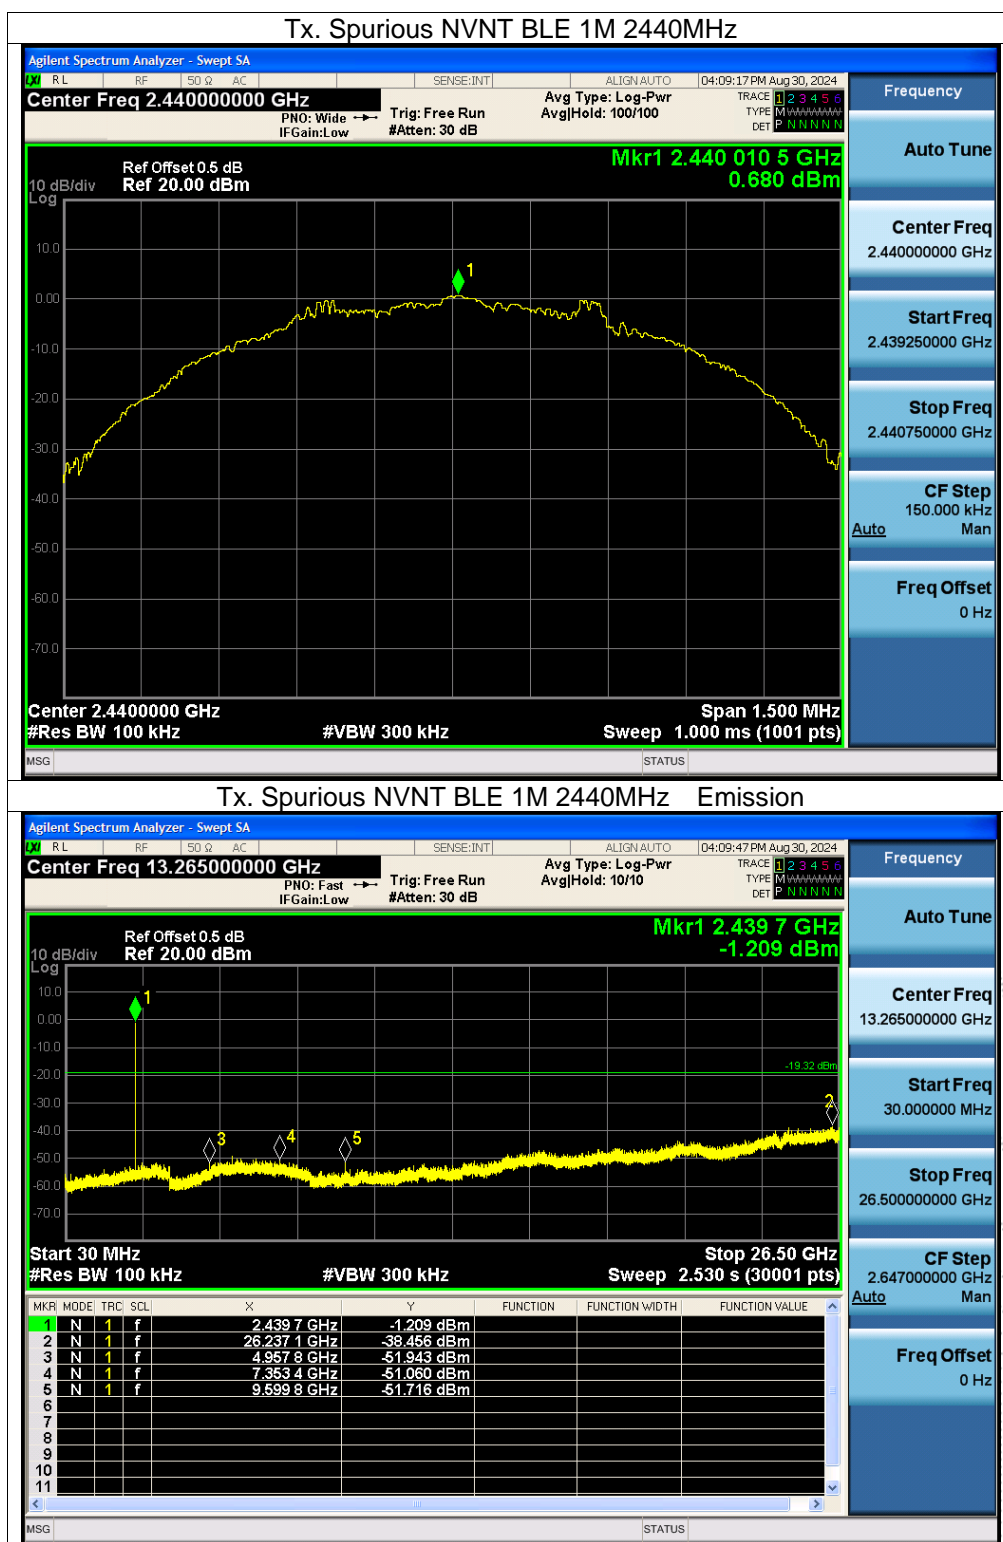 Tx. Spurious NVNT BLE 1M 2440MHz
Agilent Spectrum Analyzer - Swept SA
LXI RL RF 50 Ω AC SENSE:INT ALIGN AUTO 04:09:17 PM Aug 30, 2024
Center Freq 2.440000000 GHz
PNO: Wide
IFGain:Low
Trig: Free Run
#Atten: 30 dB
Avg Type: Log-Pwr
Avg|Hold: 100/100
TRACE 1 2 3 4 5 6
TYPE M W W W W W
DET P N N N N N
Frequency
Auto Tune
Center Freq
2.440000000 GHz
Start Freq
2.439250000 GHz
Stop Freq
2.440750000 GHz
CF Step
150.000 kHz
Auto Man
Freq Offset
0 Hz
Mkr1 2.440 010 5 GHz
0.680 dBm
Ref Offset 0.5 dB
10 dB/div Ref 20.00 dBm
Log
10.0
1
0.00
-10.0
-20.0
-30.0
-40.0
-50.0
-60.0
-70.0
Center 2.4400000 GHz Span 1.500 MHz
#Res BW 100 kHz #VBW 300 kHz Sweep 1.000 ms (1001 pts)
MSG STATUS
Tx. Spurious NVNT BLE 1M 2440MHz Emission
Agilent Spectrum Analyzer - Swept SA
LXI RL RF 50 Ω AC SENSE:INT ALIGN AUTO 04:09:47 PM Aug 30, 2024
Center Freq 13.265000000 GHz
PNO: Fast
IFGain:Low
Trig: Free Run
#Atten: 30 dB
Avg Type: Log-Pwr
Avg|Hold: 10/10
TRACE 1 2 3 4 5 6
TYPE M W W W W W
DET P N N N N N
Frequency
Auto Tune
Center Freq
13.265000000 GHz
Start Freq
30.000000 MHz
Stop Freq
26.500000000 GHz
CF Step
2.647000000 GHz
Auto Man
Freq Offset
0 Hz
Mkr1 2.439 7 GHz
-1.209 dBm
Ref Offset 0.5 dB
10 dB/div Ref 20.00 dBm
Log
10.0
1
0.00
-10.0
-19.32 dBm
-20.0
-30.0
2
-40.0
3 4 5
-50.0
-60.0
-70.0
Start 30 MHz Stop 26.50 GHz
#Res BW 100 kHz #VBW 300 kHz Sweep 2.530 s (30001 pts)
MKR MODE TRC SCL X Y FUNCTION FUNCTION WIDTH FUNCTION VALUE
1 N 1 f 2.439 7 GHz -1.209 dBm
2 N 1 f 26.237 1 GHz -38.456 dBm
3 N 1 f 4.957 8 GHz -51.943 dBm
4 N 1 f 7.353 4 GHz -51.060 dBm
5 N 1 f 9.599 8 GHz -51.716 dBm
6
7
8
9
10
11
MSG STATUS